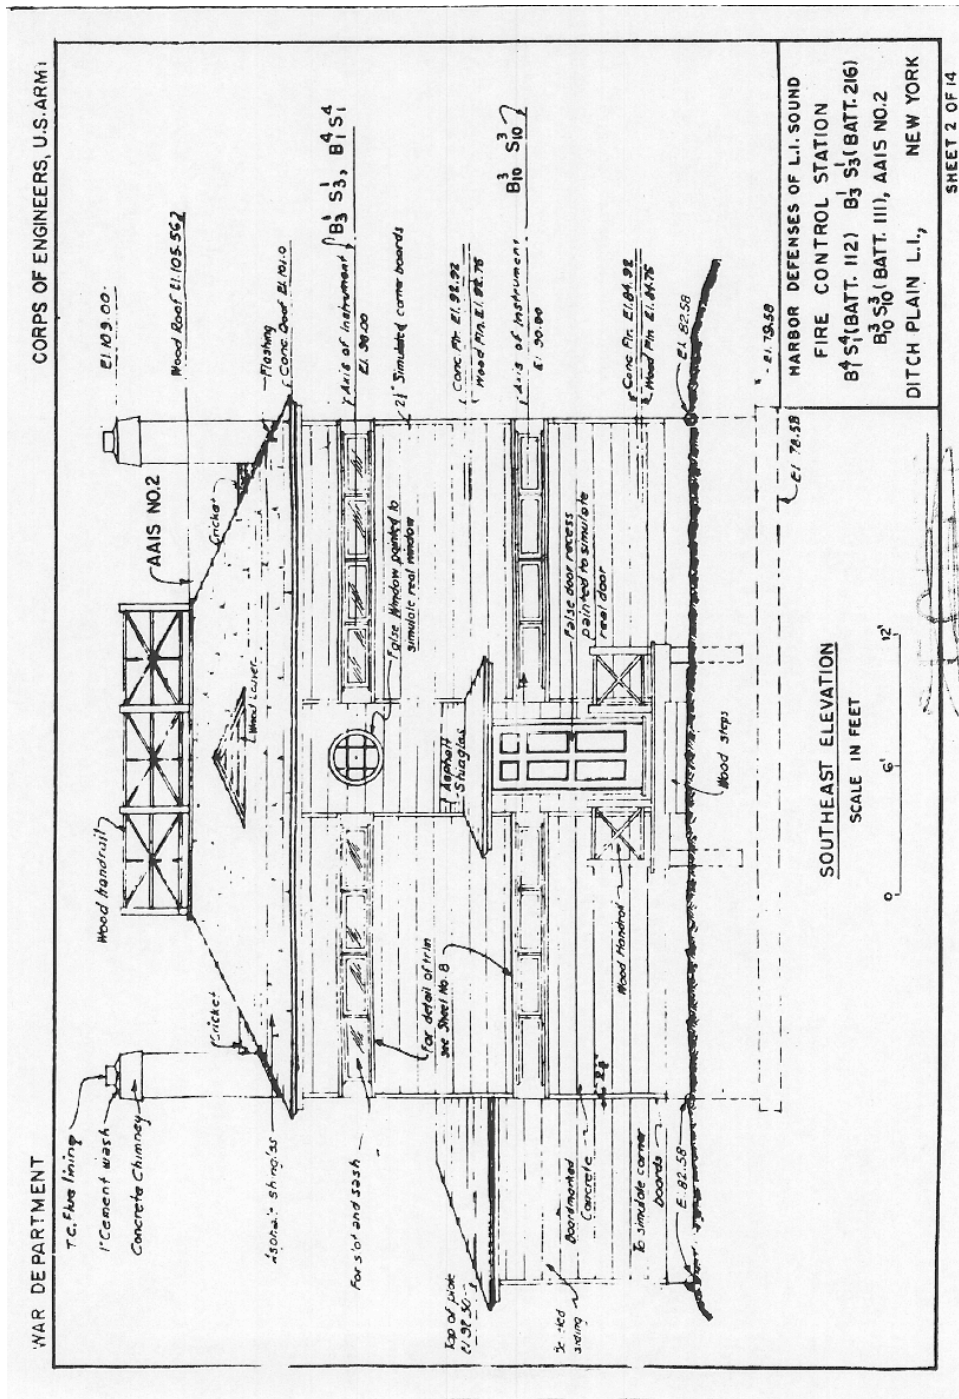 WAR DEPARTMENT
CORPS OF ENGINEERS, U.S. ARMY
T.C. Flue lining
1" Cement wash
Concrete Chimney
Wood Handrail
AAIS NO.2
El. 109.00
Wood Roof El. 105.562
Cricket
Cricket
Flashing
Conc. Roof El. 101.0
Wood Louver
shingles
For slot and sash
False Window painted to
simulate real window
Axis of Instrument
El. 98.00
B¹₃ S¹₃, B⁴₁ S⁴₁
2½" Simulated corner boards
For detail of trim
see Sheet No. 8
Asphalt
Shingles
Conc. Fln. El. 92.92
Wood Fln. El. 92.75
Top of plate
El. 92.50
Axis of Instrument
El. 90.00
B³₁₀ S³₁₀
False door recess
painted to simulate
real door
siding
Boardmarked
Concrete
Wood Handrail
Conc. Fln. El. 84.92
Wood Fln El. 84.75
To simulate corner
boards
El. 82.58
El. 82.58
Wood Steps
El. 79.58
El. 78.58
SOUTHEAST ELEVATION
SCALE IN FEET
0' 6' 12'
HARBOR DEFENSES OF L.I. SOUND
FIRE CONTROL STATION
B⁴₁ S⁴₁ (BATT. 112) B¹₃ S¹₃ (BATT. 216)
B³₁₀ S³₁₀ (BATT. 111), AAIS NO.2
DITCH PLAIN L.I., NEW YORK
SHEET 2 OF 14